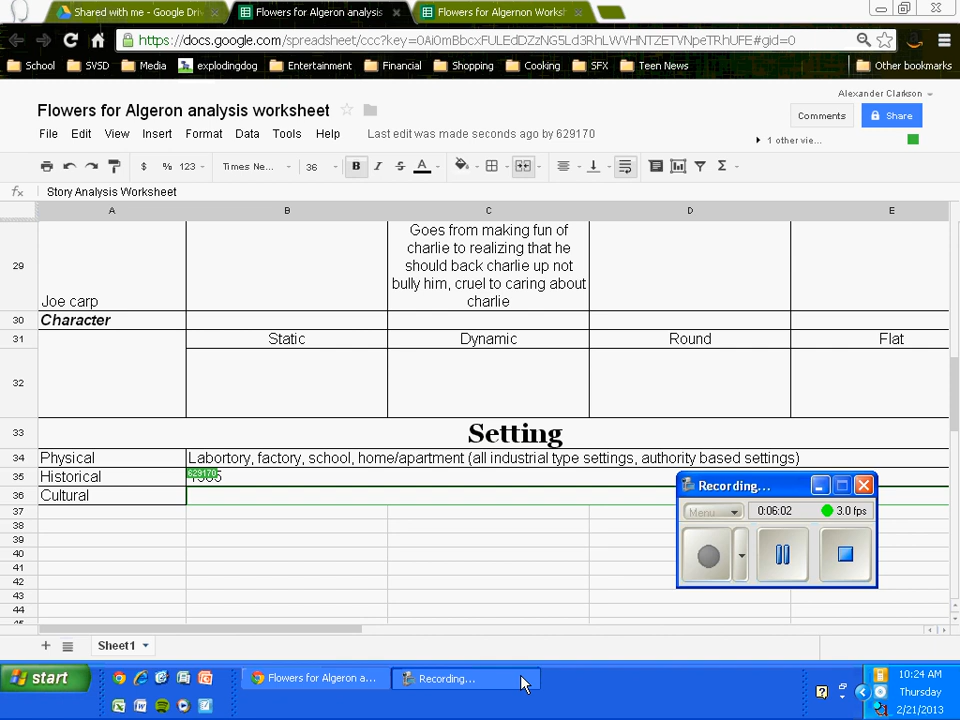 Shared with me - Google Dri
Flowers for Algeron analysis
Flowers for Algernon Worksh
https://docs.google.com/spreadsheet/ccc?key=0Ai0mBbcxFULEdDZzNG5Ld3RhLWVHNTZETVNpeTRhUFE#gid=0
School SVSD Media explodingdog Entertainment Financial Shopping Cooking SFX Teen News Other bookmarks
Alexander Clarkson
Flowers for Algeron analysis worksheet
Comments Share
File Edit View Insert Format Data Tools Help Last edit was made seconds ago by 629170
1 other vie...
$ % 123 Times Ne... 36 B I A Σ
fx Story Analysis Worksheet
A B C D E
Goes from making fun of
charlie to realizing that he
29 should back charlie up not
bully him, cruel to caring about
Joe carp charlie
30 Character
31 Static Dynamic Round Flat
32
33 Setting
34 Physical Labortory, factory, school, home/apartment (all industrial type settings, authority based settings)
629170
35 Historical
36 Cultural
37
38
39
40
41
42
43
44
45
Recording...
Menu 0:06:02 3.0 fps
Sheet1
start Flowers for Algeron a... Recording... 10:24 AM
Thursday
2/21/2013